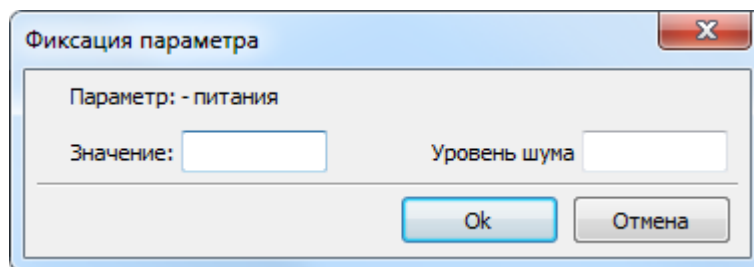 Фиксация параметра
Параметр: - питания
Значение: Уровень шума
Ok Отмена